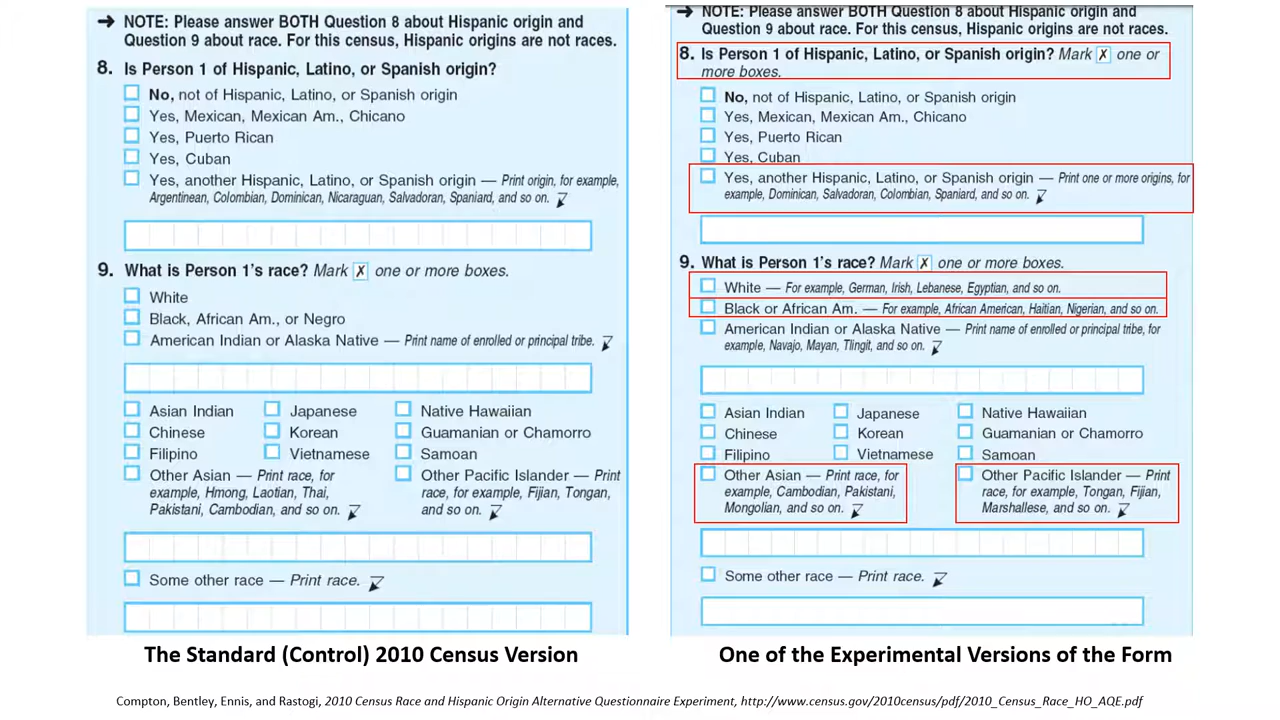 ➔ NOTE: Please answer BOTH Question 8 about Hispanic origin and
Question 9 about race. For this census, Hispanic origins are not races.
8. Is Person 1 of Hispanic, Latino, or Spanish origin?
No, not of Hispanic, Latino, or Spanish origin
Yes, Mexican, Mexican Am., Chicano
Yes, Puerto Rican
Yes, Cuban
Yes, another Hispanic, Latino, or Spanish origin — Print origin, for example,
Argentinean, Colombian, Dominican, Nicaraguan, Salvadoran, Spaniard, and so on.
9. What is Person 1's race? Mark ✗ one or more boxes.
White
Black, African Am., or Negro
American Indian or Alaska Native — Print name of enrolled or principal tribe.
Asian Indian Japanese Native Hawaiian
Chinese Korean Guamanian or Chamorro
Filipino Vietnamese Samoan
Other Asian — Print race, for Other Pacific Islander — Print
example, Hmong, Laotian, Thai, race, for example, Fijian, Tongan,
Pakistani, Cambodian, and so on. and so on.
Some other race — Print race.
The Standard (Control) 2010 Census Version
➔ NOTE: Please answer BOTH Question 8 about Hispanic origin and
Question 9 about race. For this census, Hispanic origins are not races.
8. Is Person 1 of Hispanic, Latino, or Spanish origin? Mark ✗ one or
more boxes.
No, not of Hispanic, Latino, or Spanish origin
Yes, Mexican, Mexican Am., Chicano
Yes, Puerto Rican
Yes, Cuban
Yes, another Hispanic, Latino, or Spanish origin — Print one or more origins, for
example, Dominican, Salvadoran, Colombian, Spaniard, and so on.
9. What is Person 1's race? Mark ✗ one or more boxes.
White — For example, German, Irish, Lebanese, Egyptian, and so on.
Black or African Am. — For example, African American, Haitian, Nigerian, and so on.
American Indian or Alaska Native — Print name of enrolled or principal tribe, for
example, Navajo, Mayan, Tlingit, and so on.
Asian Indian Japanese Native Hawaiian
Chinese Korean Guamanian or Chamorro
Filipino Vietnamese Samoan
Other Asian — Print race, for Other Pacific Islander — Print
example, Cambodian, Pakistani, race, for example, Tongan, Fijian,
Mongolian, and so on. Marshallese, and so on.
Some other race — Print race.
One of the Experimental Versions of the Form
Compton, Bentley, Ennis, and Rastogi, 2010 Census Race and Hispanic Origin Alternative Questionnaire Experiment, http://www.census.gov/2010census/pdf/2010_Census_Race_HO_AQE.pdf